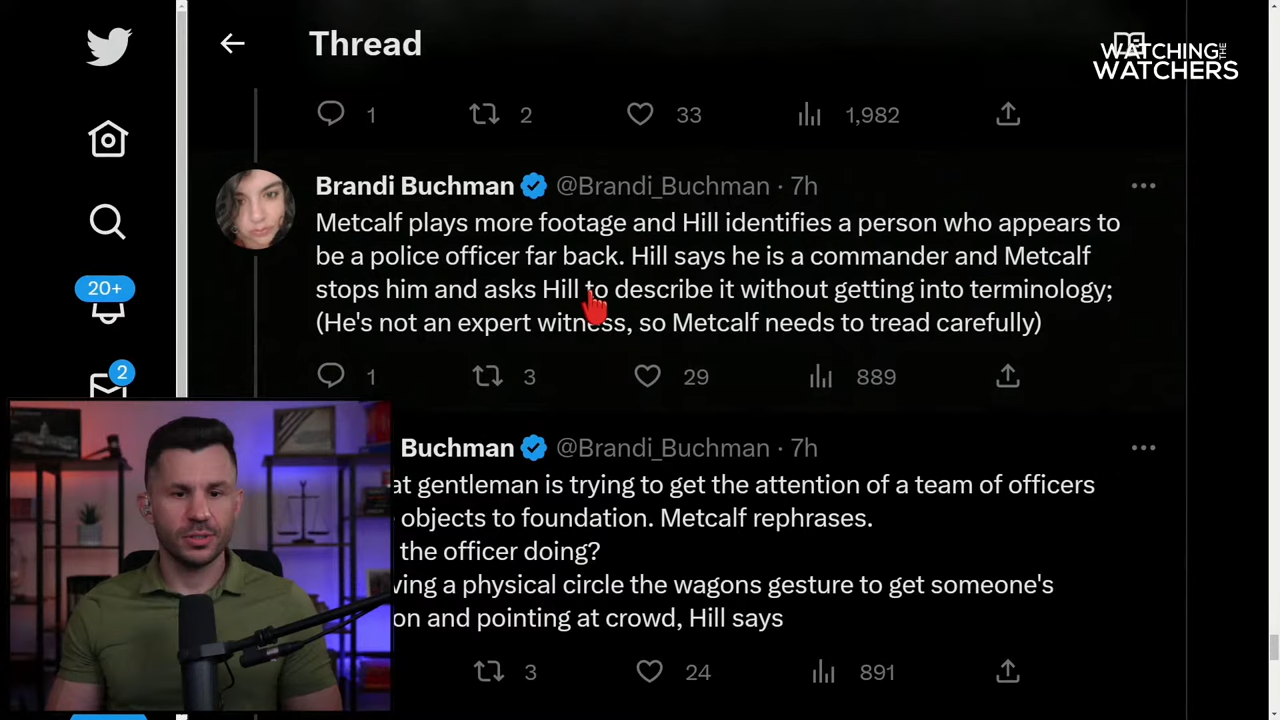 Thread
WATCHING THE
WATCHERS
1 2 33 1,982
Brandi Buchman @Brandi_Buchman · 7h
Metcalf plays more footage and Hill identifies a person who appears to
be a police officer far back. Hill says he is a commander and Metcalf
stops him and asks Hill to describe it without getting into terminology;
(He's not an expert witness, so Metcalf needs to tread carefully)
20+
1 3 29 889
2
Buchman @Brandi_Buchman · 7h
gentleman is trying to get the attention of a team of officers
objects to foundation. Metcalf rephrases.
the officer doing?
a physical circle the wagons gesture to get someone's
and pointing at crowd, Hill says
3 24 891